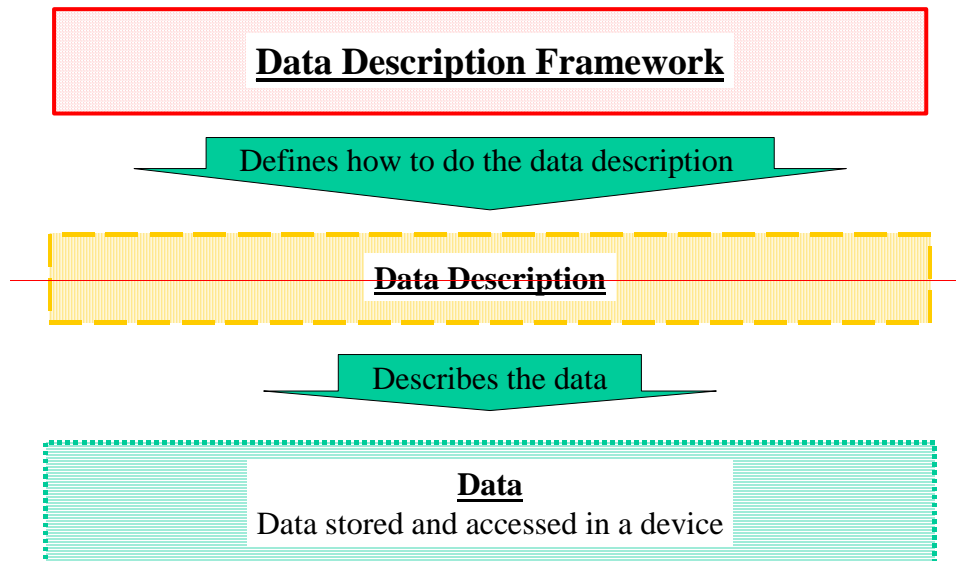 Data Description Framework
Defines how to do the data description
Data Description
Describes the data
Data
Data stored and accessed in a device